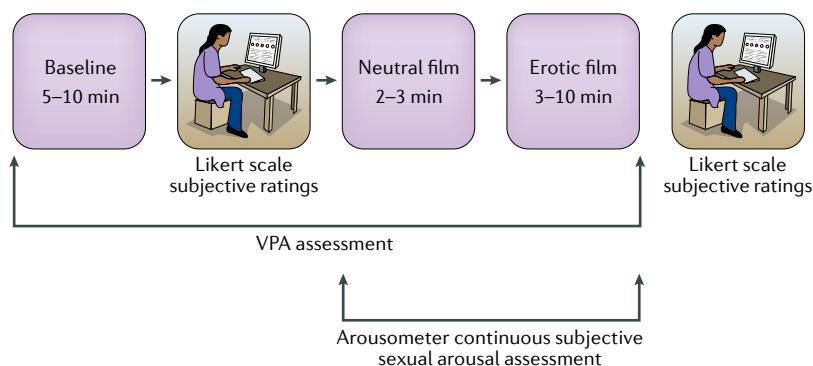 Baseline
5–10 min
Neutral film
2–3 min
Erotic film
3–10 min
Likert scale
subjective ratings
Likert scale
subjective ratings
VPA assessment
Arousometer continuous subjective
sexual arousal assessment